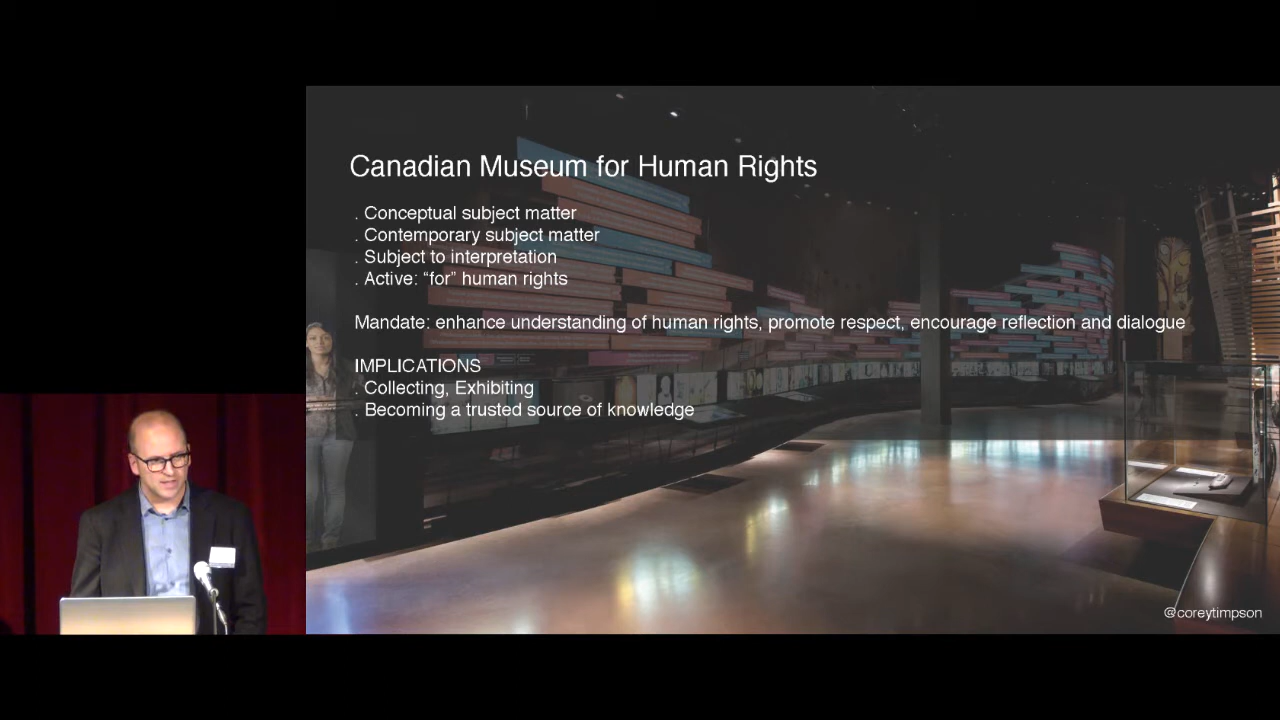 Canadian Museum for Human Rights
. Conceptual subject matter
. Contemporary subject matter
. Subject to interpretation
. Active: “for” human rights
Mandate: enhance understanding of human rights, promote respect, encourage reflection and dialogue
IMPLICATIONS
. Collecting, Exhibiting
. Becoming a trusted source of knowledge
@coreytimpson